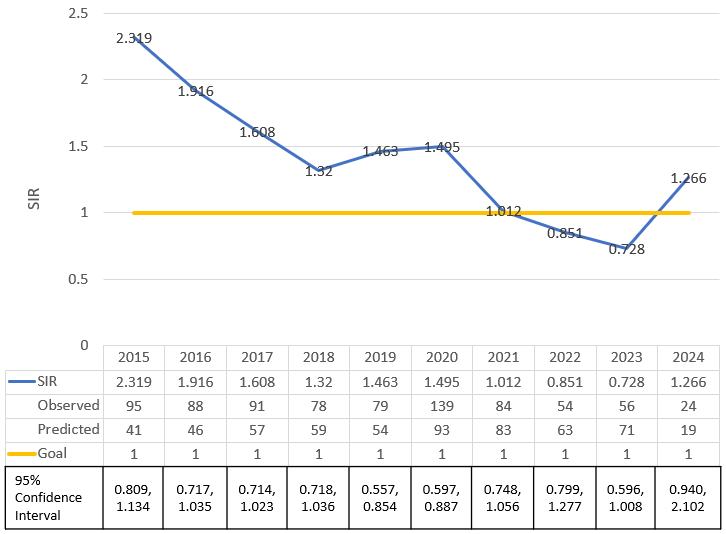 2.5
2
1.5
1
0.5
0
SIR
2.319
1.916
1.608
1.32
1.463
1.495
1.012
0.851
0.728
1.266
2015 2016 2017 2018 2019 2020 2021 2022 2023 2024
SIR 2.319 1.916 1.608 1.32 1.463 1.495 1.012 0.851 0.728 1.266
Observed 95 88 91 78 79 139 84 54 56 24
Predicted 41 46 57 59 54 93 83 63 71 19
Goal 1 1 1 1 1 1 1 1 1 1
95%
Confidence
Interval
0.809, 0.717, 0.714, 0.718, 0.557, 0.597, 0.748, 0.799, 0.596, 0.940,
1.134 1.035 1.023 1.036 0.854 0.887 1.056 1.277 1.008 2.102